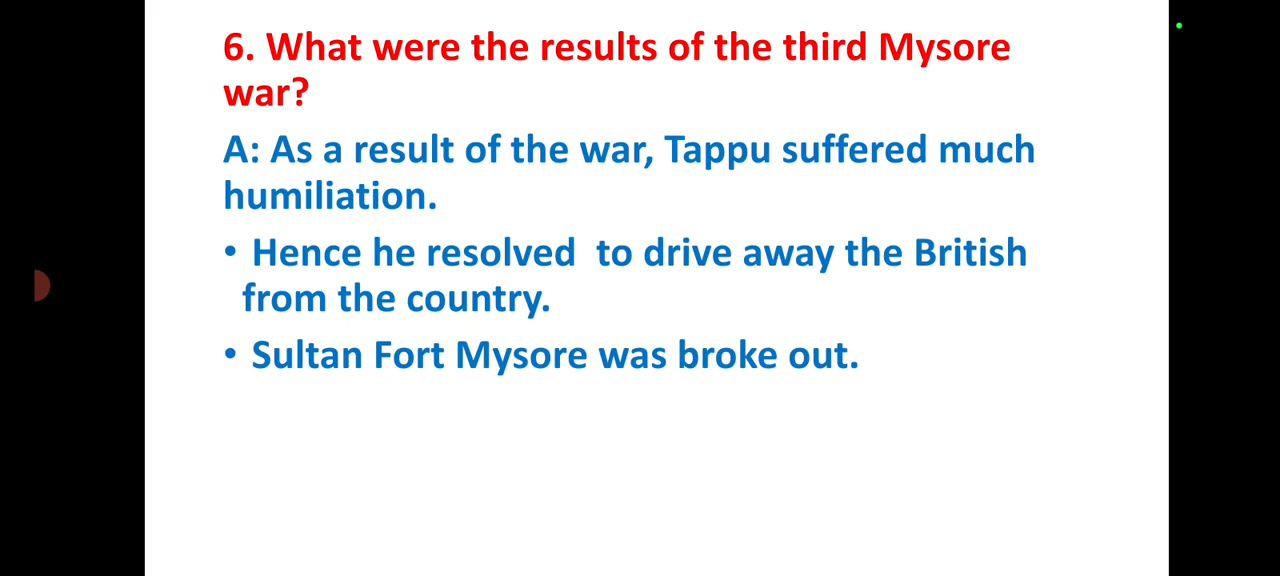 6. What were the results of the third Mysore
war?
A: As a result of the war, Tappu suffered much
humiliation.
• Hence he resolved  to drive away the British
from the country.
• Sultan Fort Mysore was broke out.